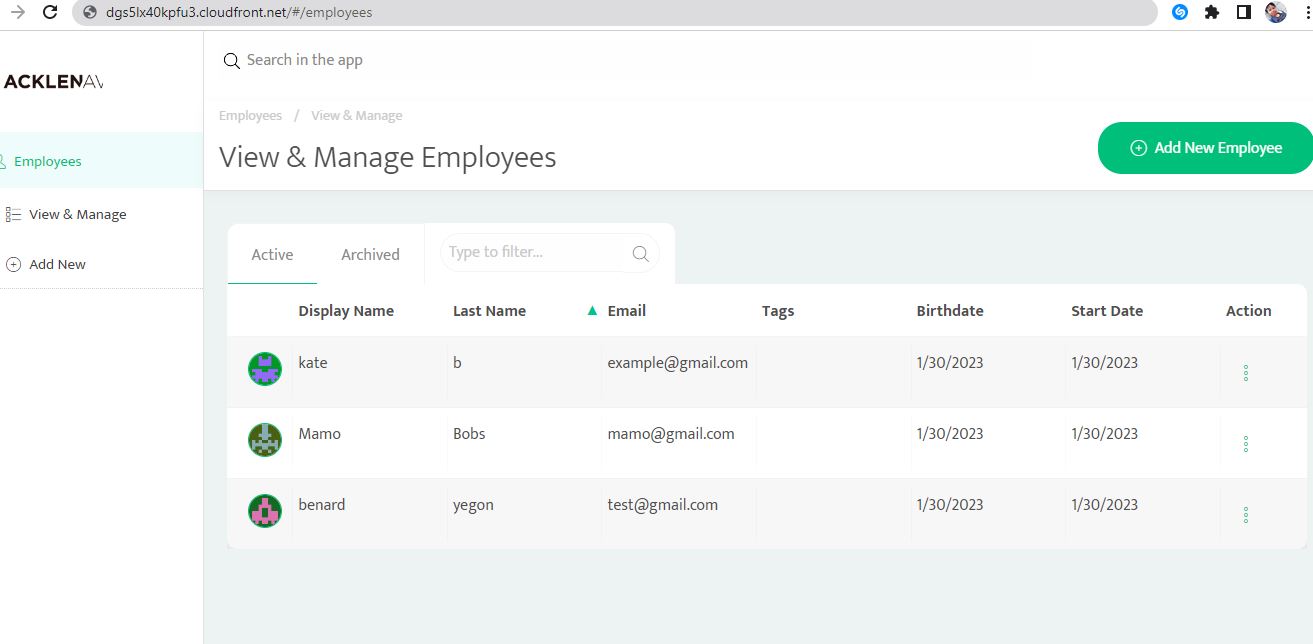 dgs5lx40kpfu3.cloudfront.net/#/employees
Search in the app
ACKLENAV
Employees / View & Manage
View & Manage Employees
Add New Employee
Employees
View & Manage
Add New
Active Archived Type to filter...
Display Name Last Name Email Tags Birthdate Start Date Action
kate b example@gmail.com 1/30/2023 1/30/2023
Mamo Bobs mamo@gmail.com 1/30/2023 1/30/2023
benard yegon test@gmail.com 1/30/2023 1/30/2023